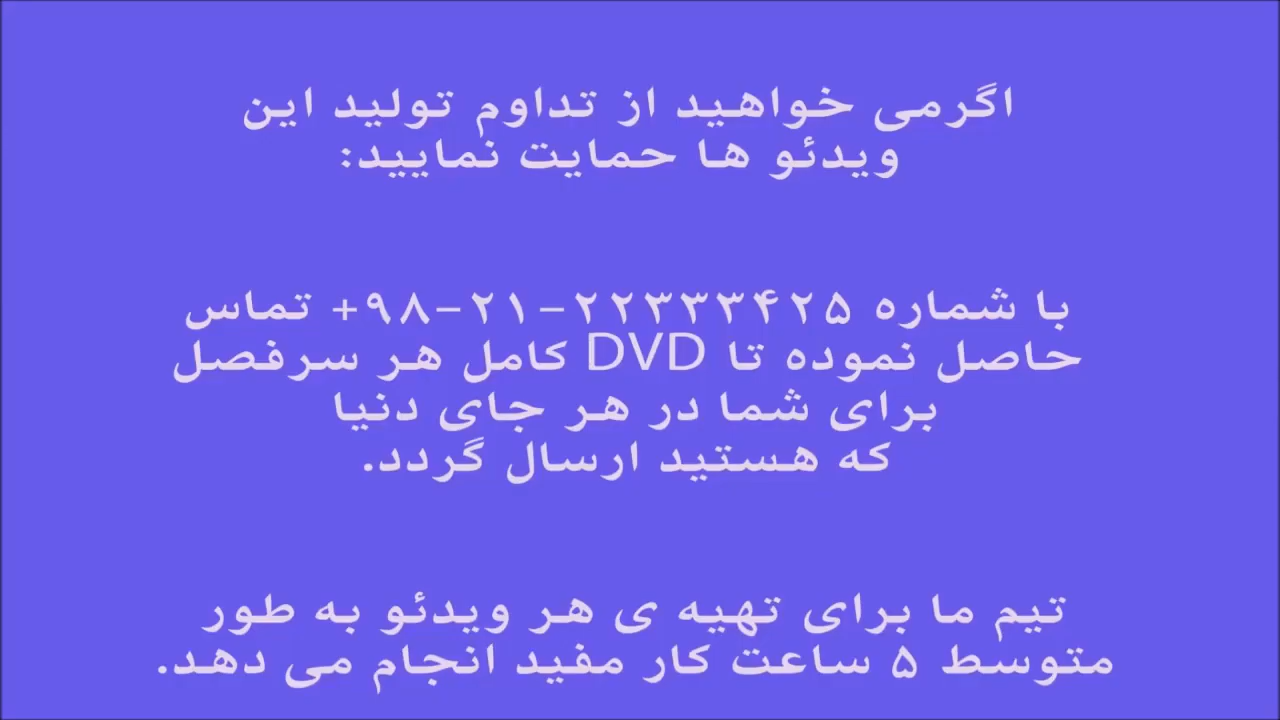 اگرمی خواهید از تداوم تولید این
ویدئو ها حمایت نمایید:
با شماره ۲۲۳۳۳۴۲۵-۲۱-۹۸+ تماس
حاصل نموده تا DVD کامل هر سرفصل
برای شما در هر جای دنیا
که هستید ارسال گردد.
تیم ما برای تهیه ی هر ویدئو به طور
متوسط ۵ ساعت کار مفید انجام می دهد.